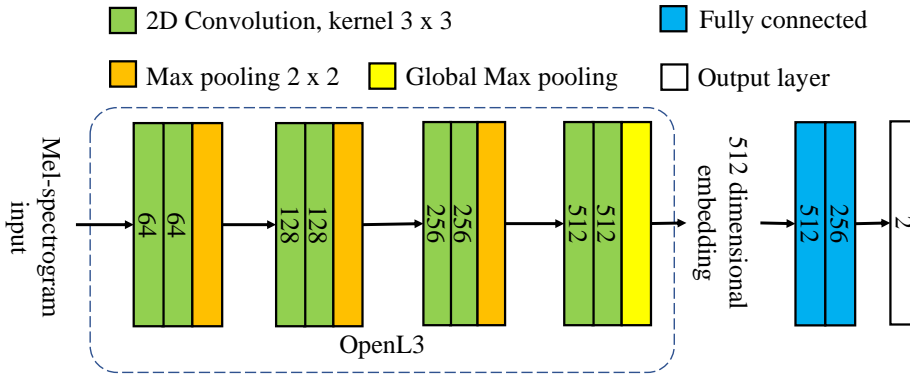 2D Convolution, kernel 3 x 3
Fully connected
Max pooling 2 x 2
Global Max pooling
Output layer
Mel-spectrogram
input
64
64
128
128
256
256
512
512
OpenL3
512 dimensional
embedding
512
256
2